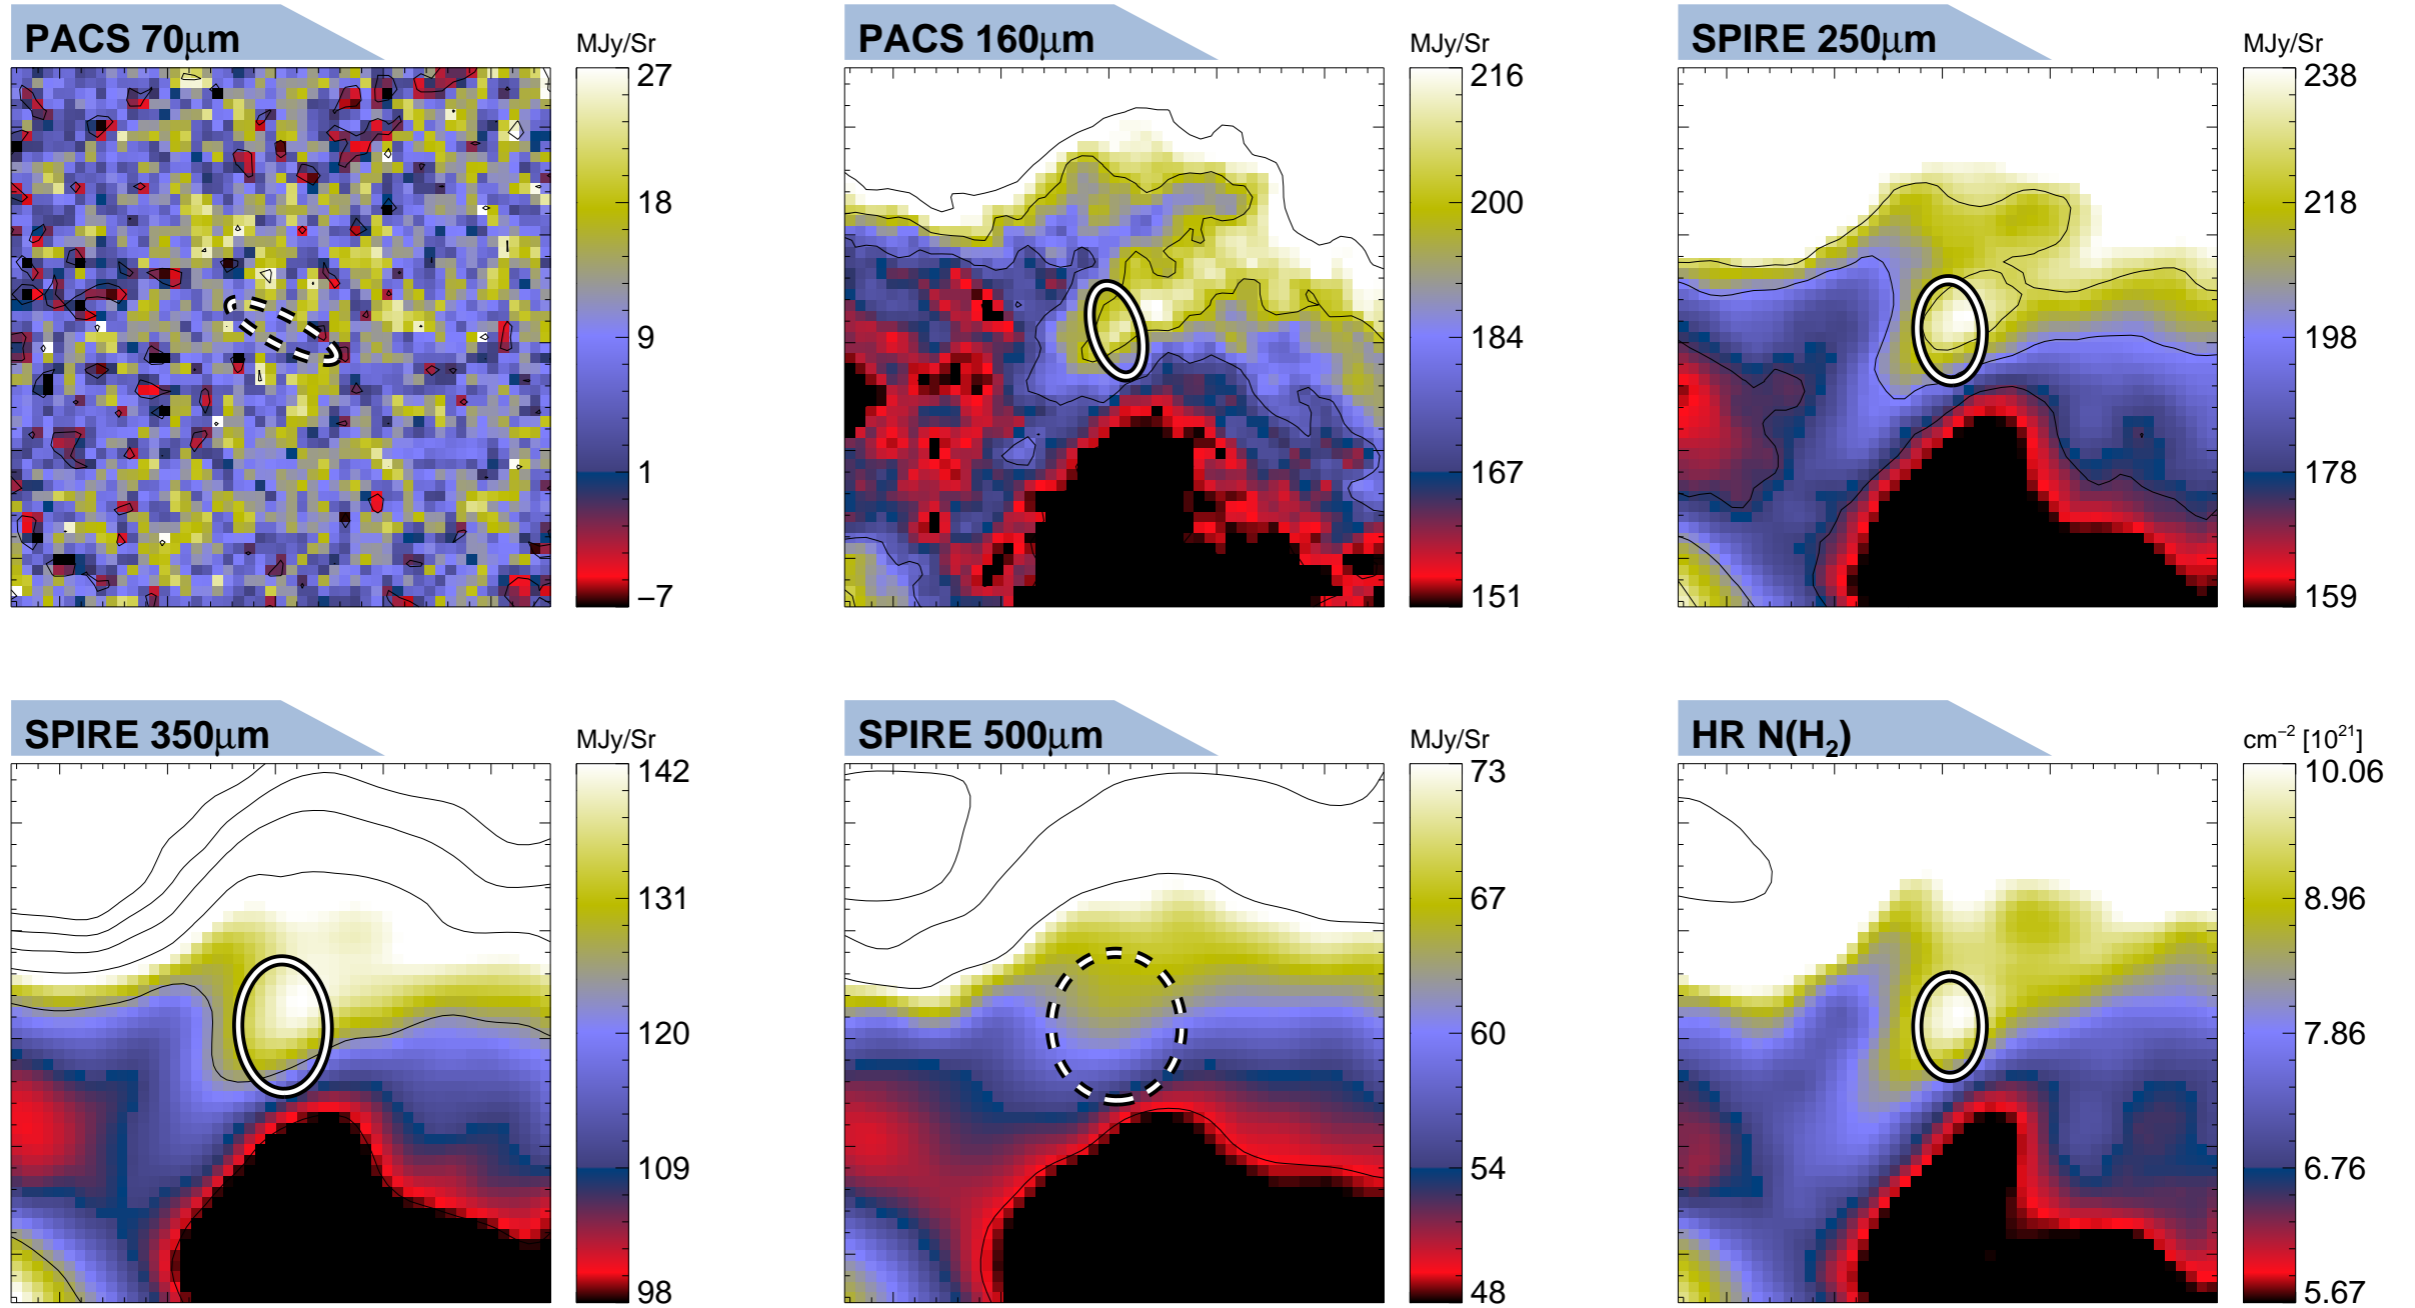 PACS 70μm
MJy/Sr
27
18
9
1
−7
PACS 160μm
MJy/Sr
216
200
184
167
151
SPIRE 250μm
MJy/Sr
238
218
198
178
159
SPIRE 350μm
MJy/Sr
142
131
120
109
98
SPIRE 500μm
MJy/Sr
73
67
60
54
48
HR N(H₂)
cm⁻² [10²¹]
10.06
8.96
7.86
6.76
5.67